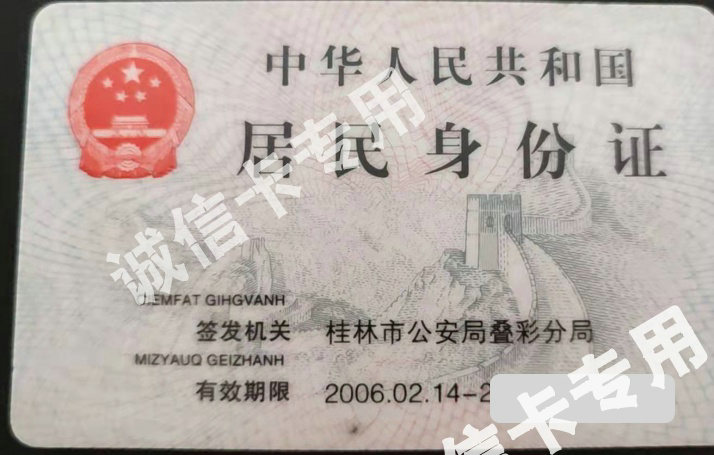 中华人民共和国
居民身份证
诚信卡专用
签发机关 桂林市公安局叠彩分局
MIZYAUQ GEIZHANH
有效期限 2006.02.14-2
信卡专用